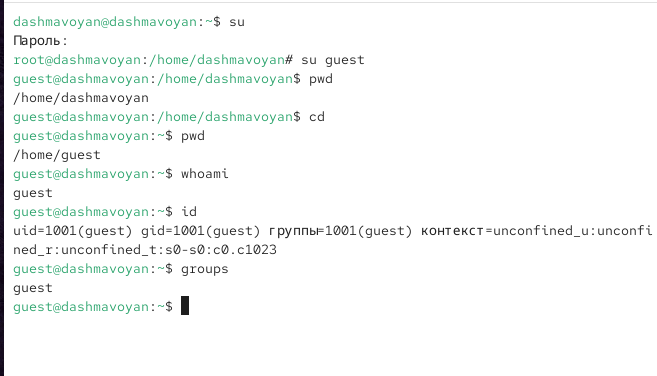 dashmavoyan@dashmavoyan:~$ su
Пароль:
root@dashmavoyan:/home/dashmavoyan# su guest
guest@dashmavoyan:/home/dashmavoyan$ pwd
/home/dashmavoyan
guest@dashmavoyan:/home/dashmavoyan$ cd
guest@dashmavoyan:~$ pwd
/home/guest
guest@dashmavoyan:~$ whoami
guest
guest@dashmavoyan:~$ id
uid=1001(guest) gid=1001(guest) группы=1001(guest) контекст=unconfined_u:unconfi
ned_r:unconfined_t:s0-s0:c0.c1023
guest@dashmavoyan:~$ groups
guest
guest@dashmavoyan:~$